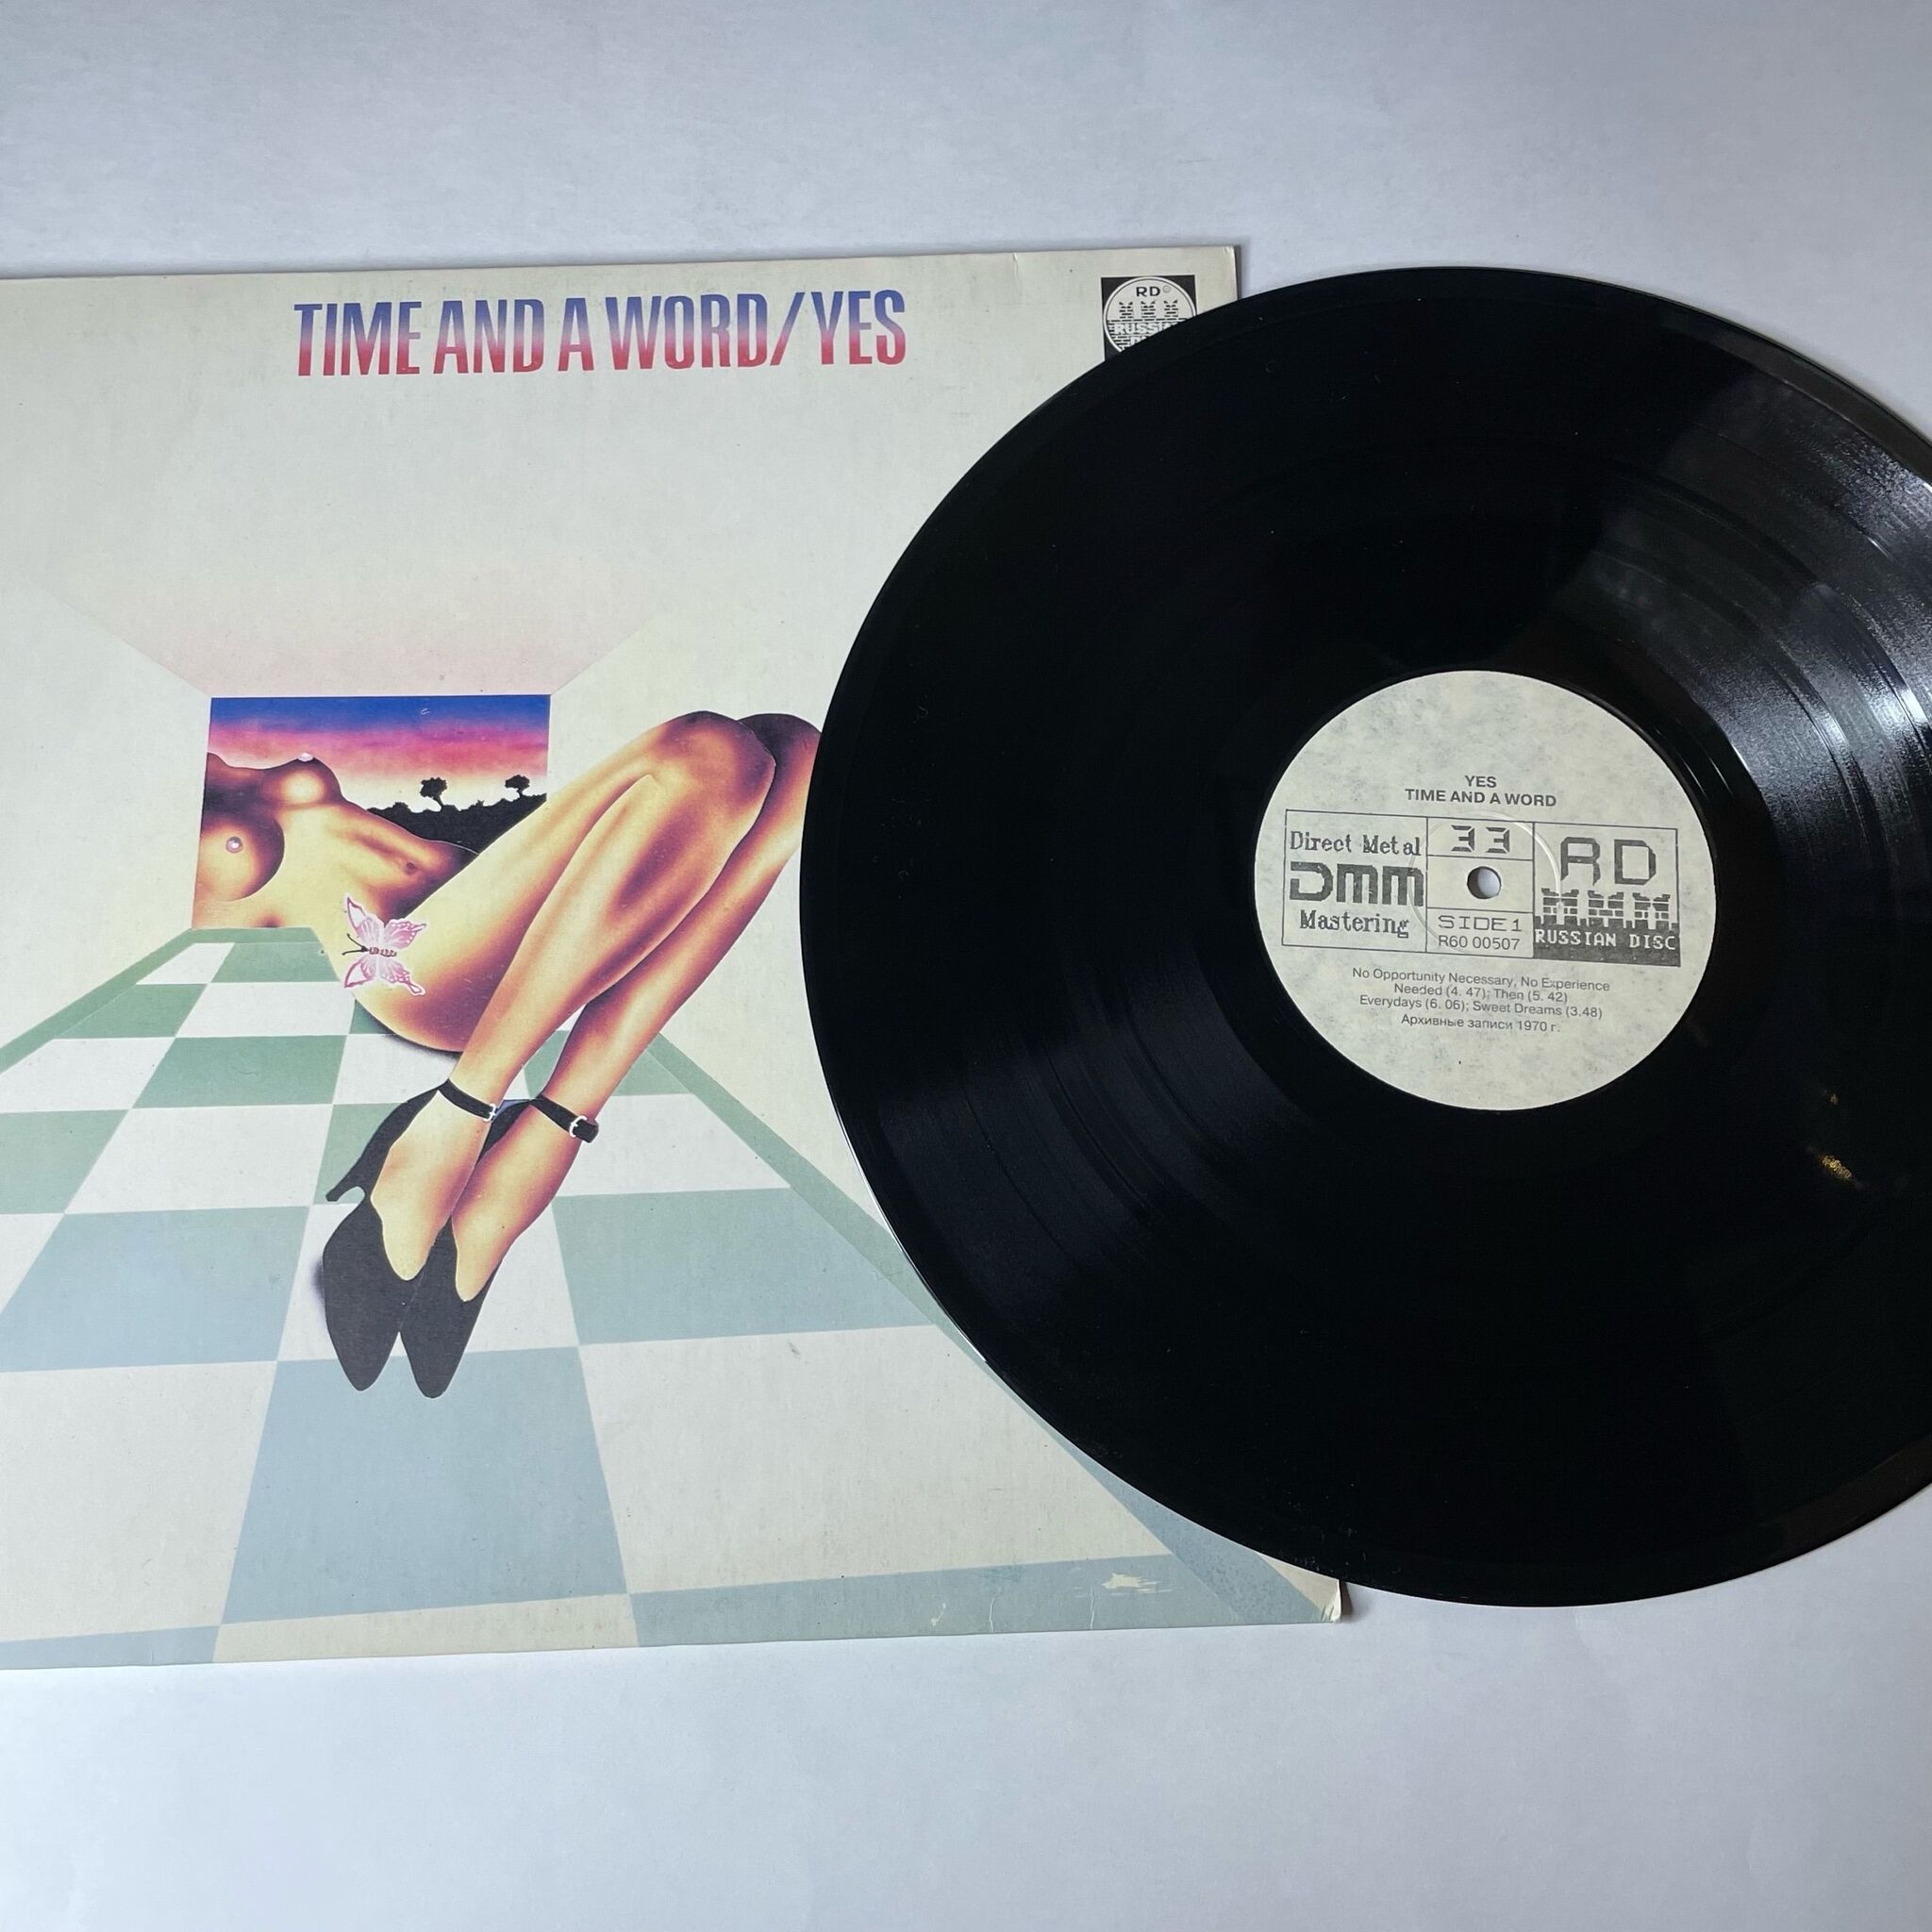 TIME AND A WORD/YES
RD
RUSSIAN
YES
TIME AND A WORD
Direct Metal
DMM
Mastering
33
SIDE 1
R60 00507
RD
RUSSIAN DISC
No Opportunity Necessary, No Experience
Needed (4. 47); Then (5. 42)
Everydays (6. 06); Sweet Dreams (3.48)
Архивные записи 1970 г.